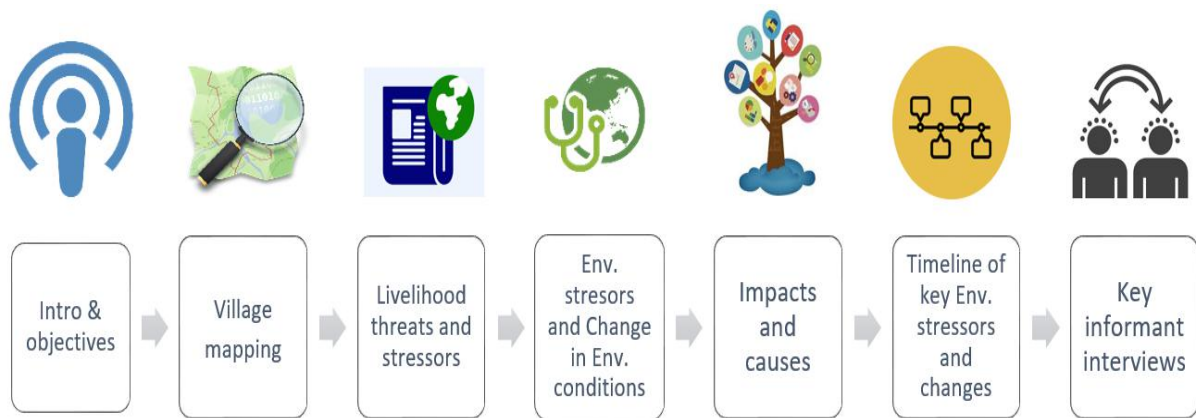 011010
Intro &
objectives
Village
mapping
Livelihood
threats and
stressors
Env.
stresors
and Change
in Env.
conditions
Impacts
and
causes
Timeline of
key Env.
stressors
and
changes
Key
informant
interviews